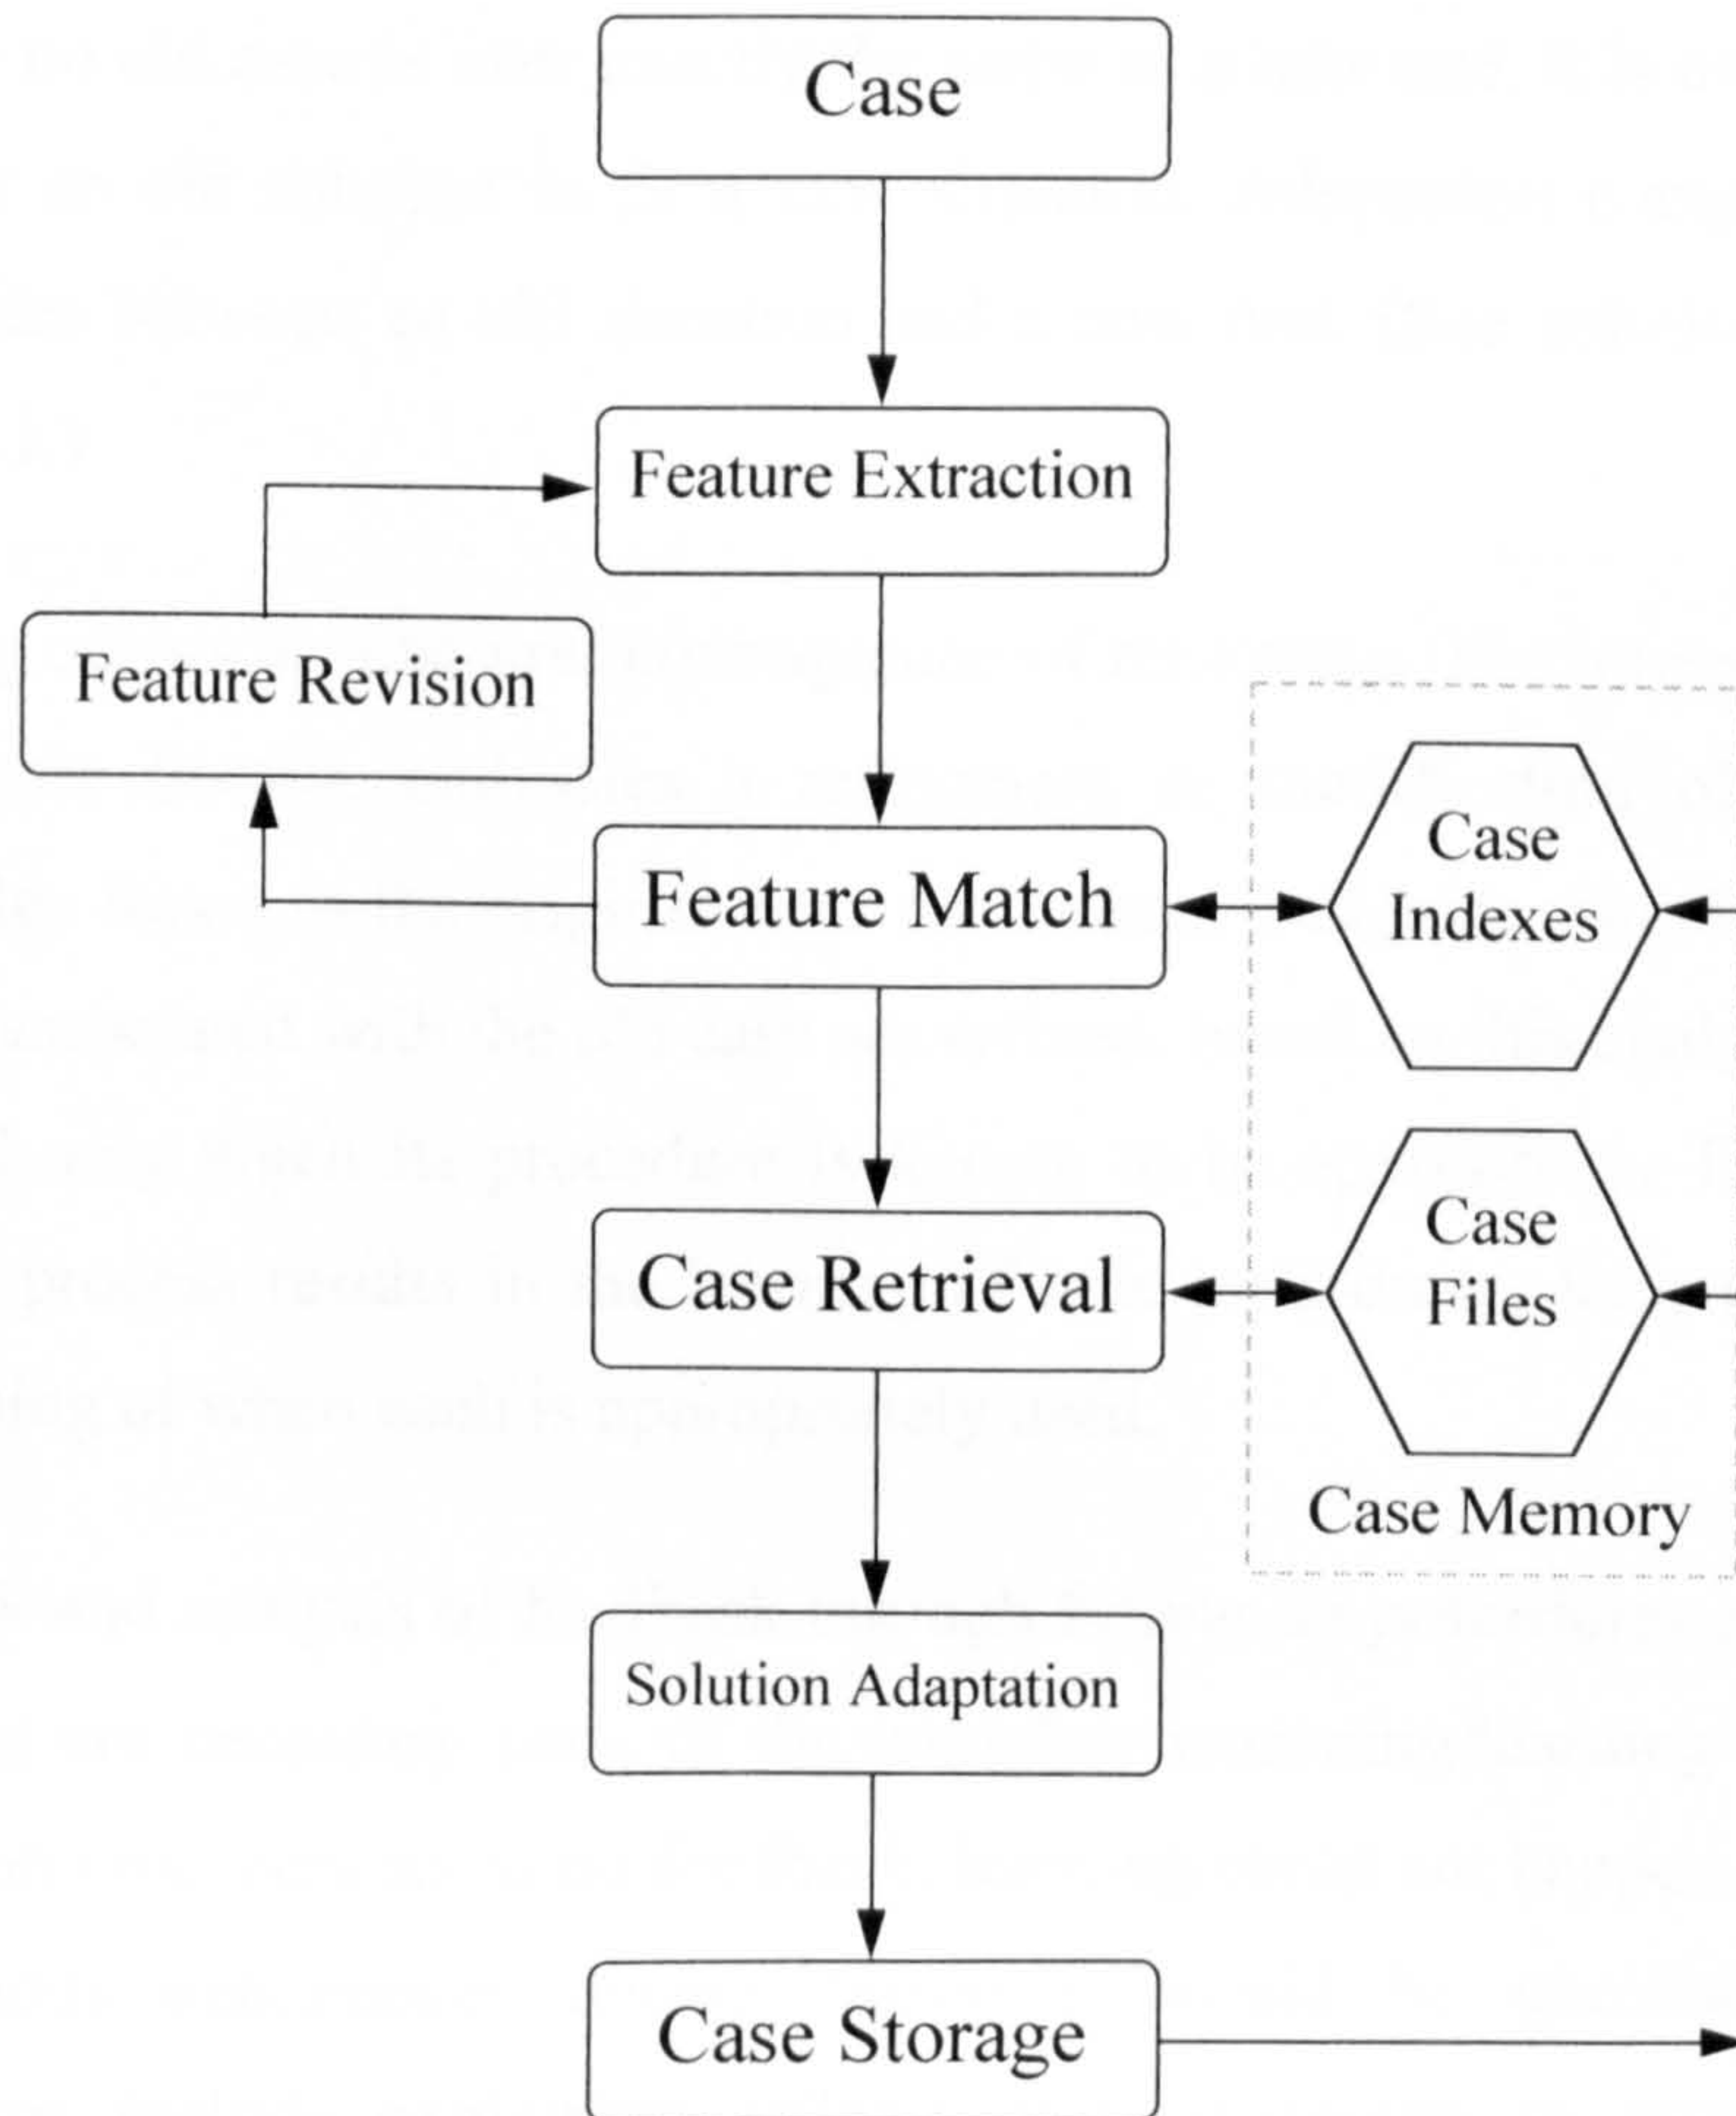 Case
Feature Extraction
Feature Revision
Feature Match
Case
Indexes
Case Retrieval
Case
Files
Case Memory
Solution Adaptation
Case Storage